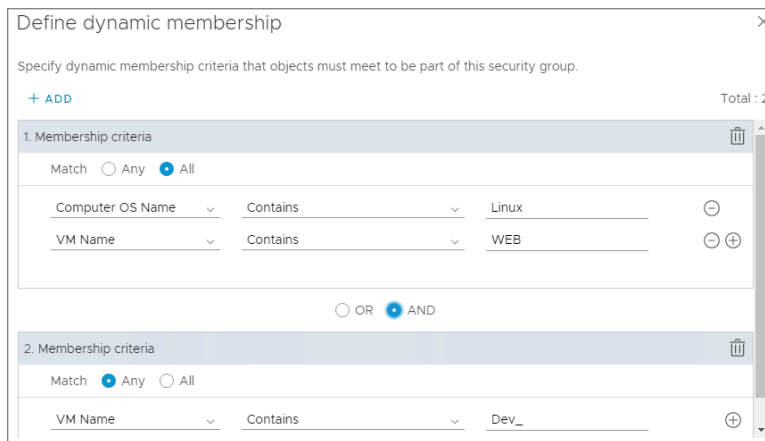 Define dynamic membership
Specify dynamic membership criteria that objects must meet to be part of this security group.
+ ADD Total : 2
1. Membership criteria
Match Any All
Computer OS Name Contains Linux
VM Name Contains WEB
OR AND
2. Membership criteria
Match Any All
VM Name Contains Dev_